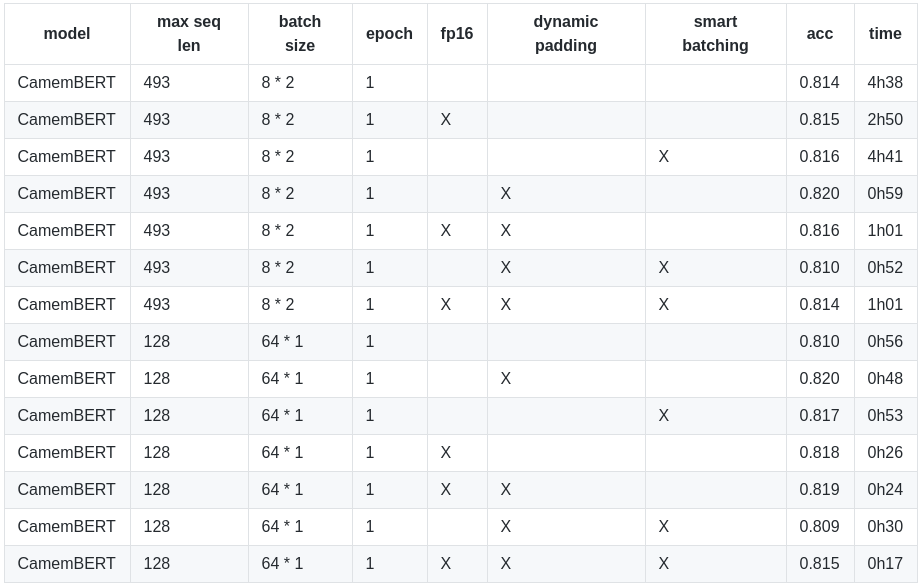 model max seq len batch size epoch fp16 dynamic padding smart batching acc time
CamemBERT 493 8 * 2 1 0.814 4h38
CamemBERT 493 8 * 2 1 X 0.815 2h50
CamemBERT 493 8 * 2 1 X 0.816 4h41
CamemBERT 493 8 * 2 1 X 0.820 0h59
CamemBERT 493 8 * 2 1 X X 0.816 1h01
CamemBERT 493 8 * 2 1 X X 0.810 0h52
CamemBERT 493 8 * 2 1 X X X 0.814 1h01
CamemBERT 128 64 * 1 1 0.810 0h56
CamemBERT 128 64 * 1 1 X 0.820 0h48
CamemBERT 128 64 * 1 1 X 0.817 0h53
CamemBERT 128 64 * 1 1 X 0.818 0h26
CamemBERT 128 64 * 1 1 X X 0.819 0h24
CamemBERT 128 64 * 1 1 X X 0.809 0h30
CamemBERT 128 64 * 1 1 X X X 0.815 0h17